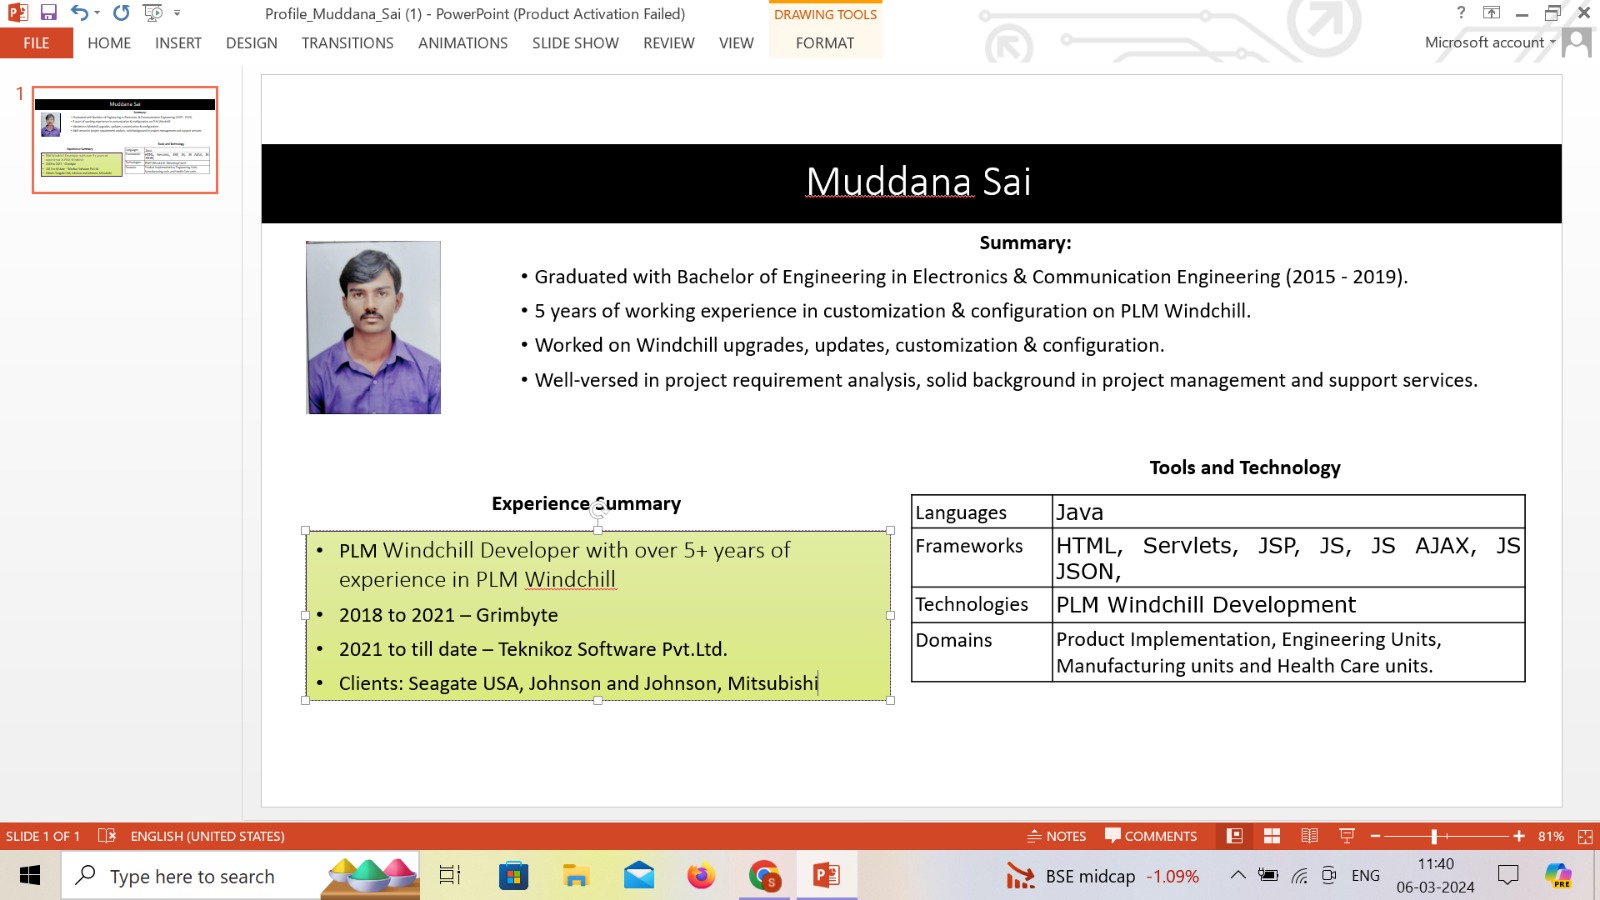 Profile_Muddana_Sai (1) - PowerPoint (Product Activation Failed)
DRAWING TOOLS
?
FILE HOME INSERT DESIGN TRANSITIONS ANIMATIONS SLIDE SHOW REVIEW VIEW FORMAT
Microsoft account
1
Muddana Sai
Summary:
• Graduated with Bachelor of Engineering in Electronics & Communication Engineering (2015 - 2019).
• 5 years of working experience in customization & configuration on PLM Windchill.
• Worked on Windchill upgrades, updates, customization & configuration.
• Well-versed in project requirement analysis, solid background in project management and support services.
Experience Summary
• PLM Windchill Developer with over 5+ years of
experience in PLM Windchill
• 2018 to 2021 – Grimbyte
• 2021 to till date – Teknikoz Software Pvt.Ltd.
• Clients: Seagate USA, Johnson and Johnson, Mitsubishi
Tools and Technology
Languages Java
Frameworks HTML, Servlets, JSP, JS, JS AJAX, JS
JSON,
Technologies PLM Windchill Development
Domains Product Implementation, Engineering Units,
Manufacturing units and Health Care units.
SLIDE 1 OF 1 ENGLISH (UNITED STATES) NOTES COMMENTS 81%
Type here to search
BSE midcap -1.09%
ENG
11:40
06-03-2024
PRE